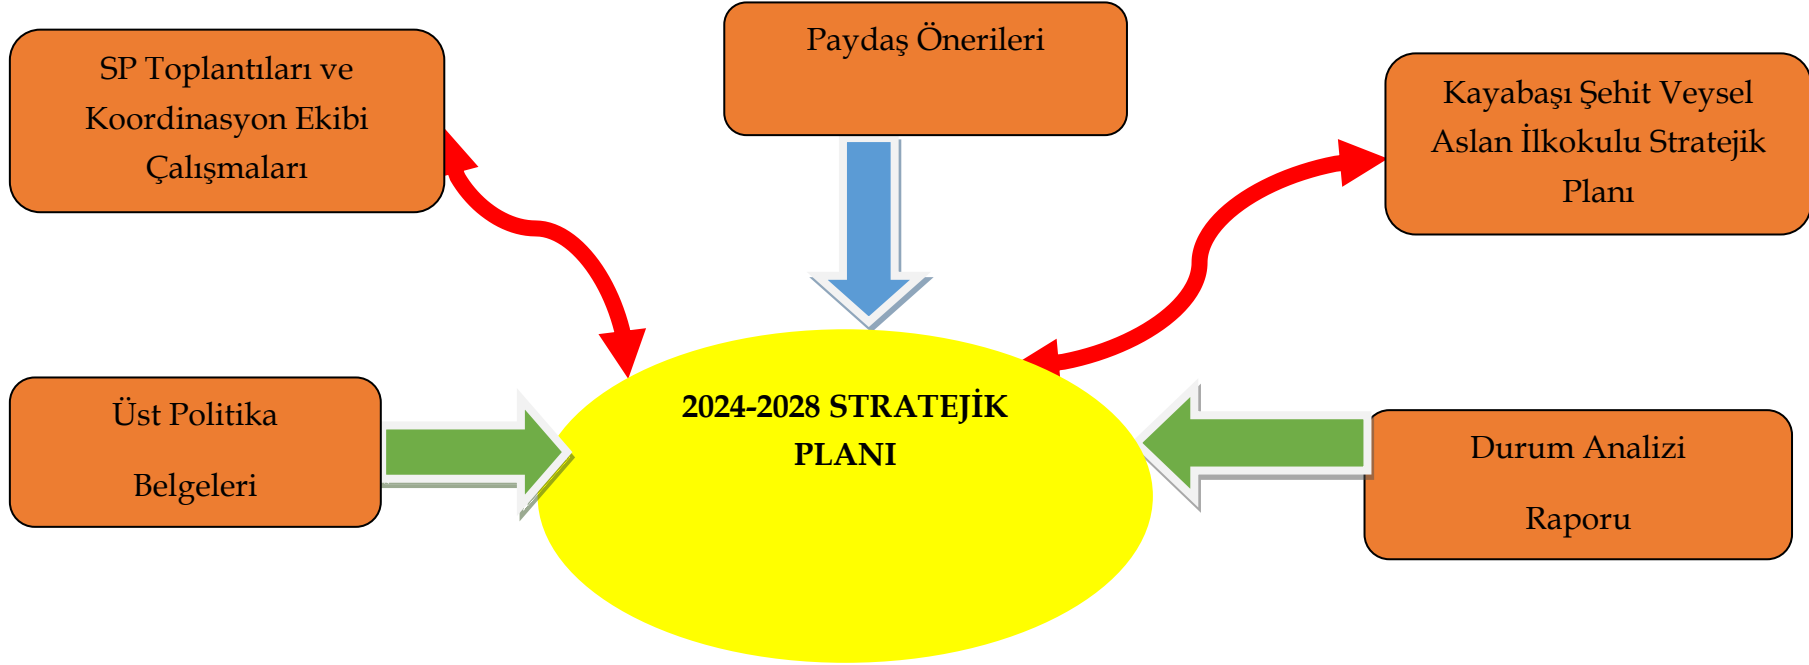 SP Toplantıları ve
Koordinasyon Ekibi
Çalışmaları
Paydaş Önerileri
Kayabaşı Şehit Veysel
Aslan İlkokulu Stratejik
Planı
Üst Politika
Belgeleri
2024-2028 STRATEJİK
PLANI
Durum Analizi
Raporu